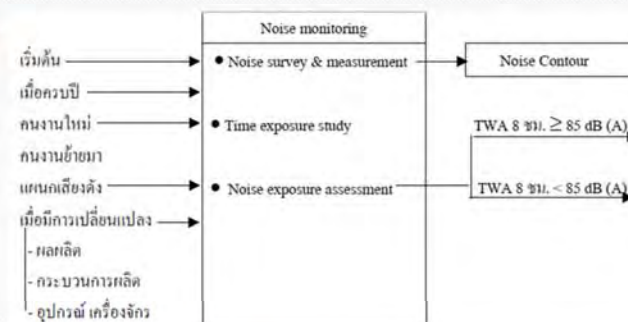 Noise monitoring
เริ่มต้น
• Noise survey & measurement
Noise Contour
เมื่อครบปี
คนงานใหม่
• Time exposure study
TWA 8 ชม. ≥ 85 dB (A)
คนงานย้ายมา
แผนกเสียงดัง
• Noise exposure assessment
TWA 8 ชม. < 85 dB (A)
เมื่อมีการเปลี่ยนแปลง
- ผลผลิต
- กระบวนการผลิต
- อุปกรณ์ เครื่องจักร